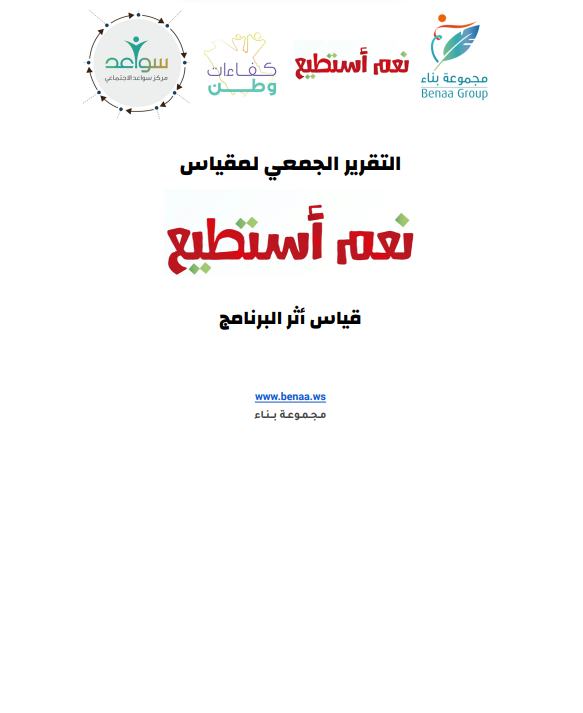 سواعد
مركز سواعد الاجتماعي
كفاءات
وطن
نعم أستطيع
مجموعة بناء
Benaa Group
التقرير الجمعي لمقياس
نعم أستطيع
قياس أثر البرنامج
www.benaa.ws
مجموعة بناء